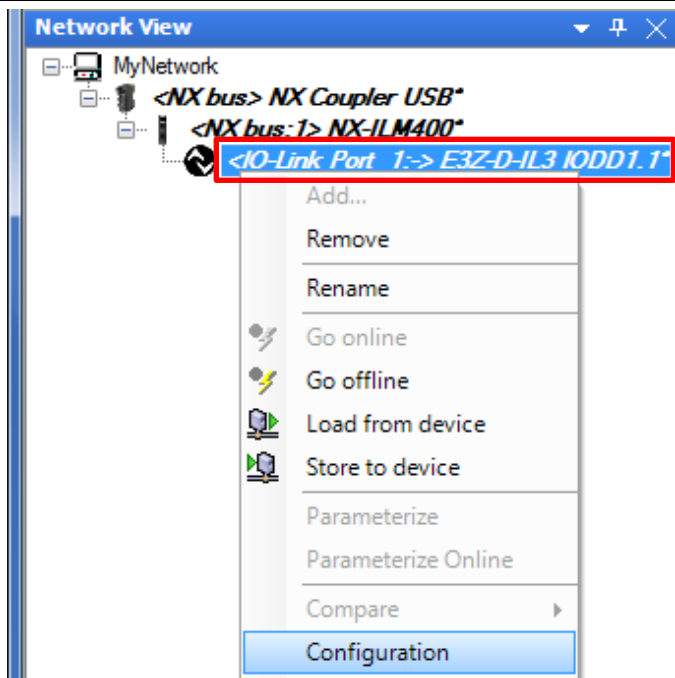 Network View
MyNetwork
<NX bus> NX Coupler USB*
<NX bus:1> NX-ILM400*
<IO-Link Port 1:-> E3Z-D-IL3 IODD1.1*
Add...
Remove
Rename
Go online
Go offline
Load from device
Store to device
Parameterize
Parameterize Online
Compare
Configuration